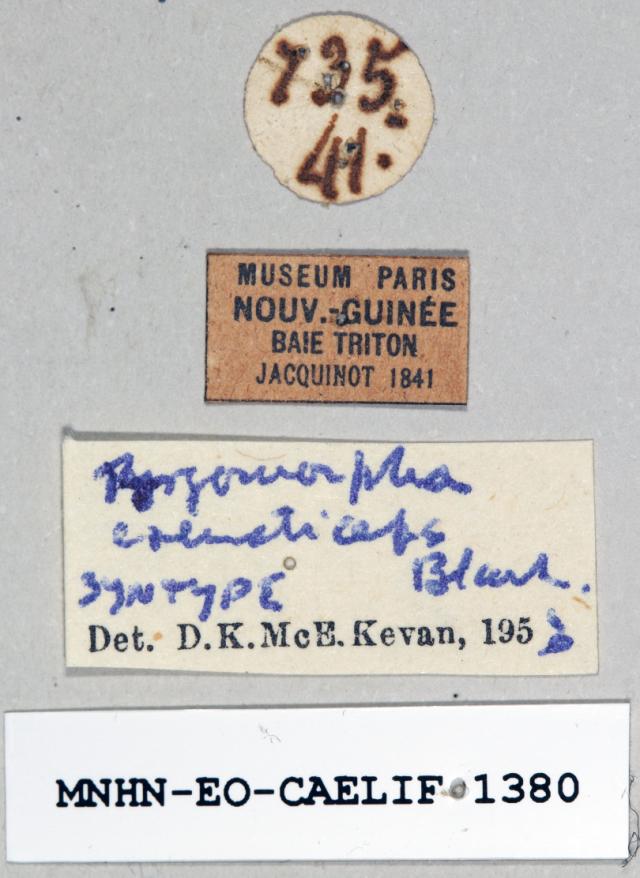 735.
41.
MUSEUM PARIS
NOUV.-GUINÉE
BAIE TRITON
JACQUINOT 1841
Pyrgomorpha
crenaticeps
SYNTYPE Blanch.
Det. D.K.McE.Kevan, 195
MNHN-EO-CAELIF 1380